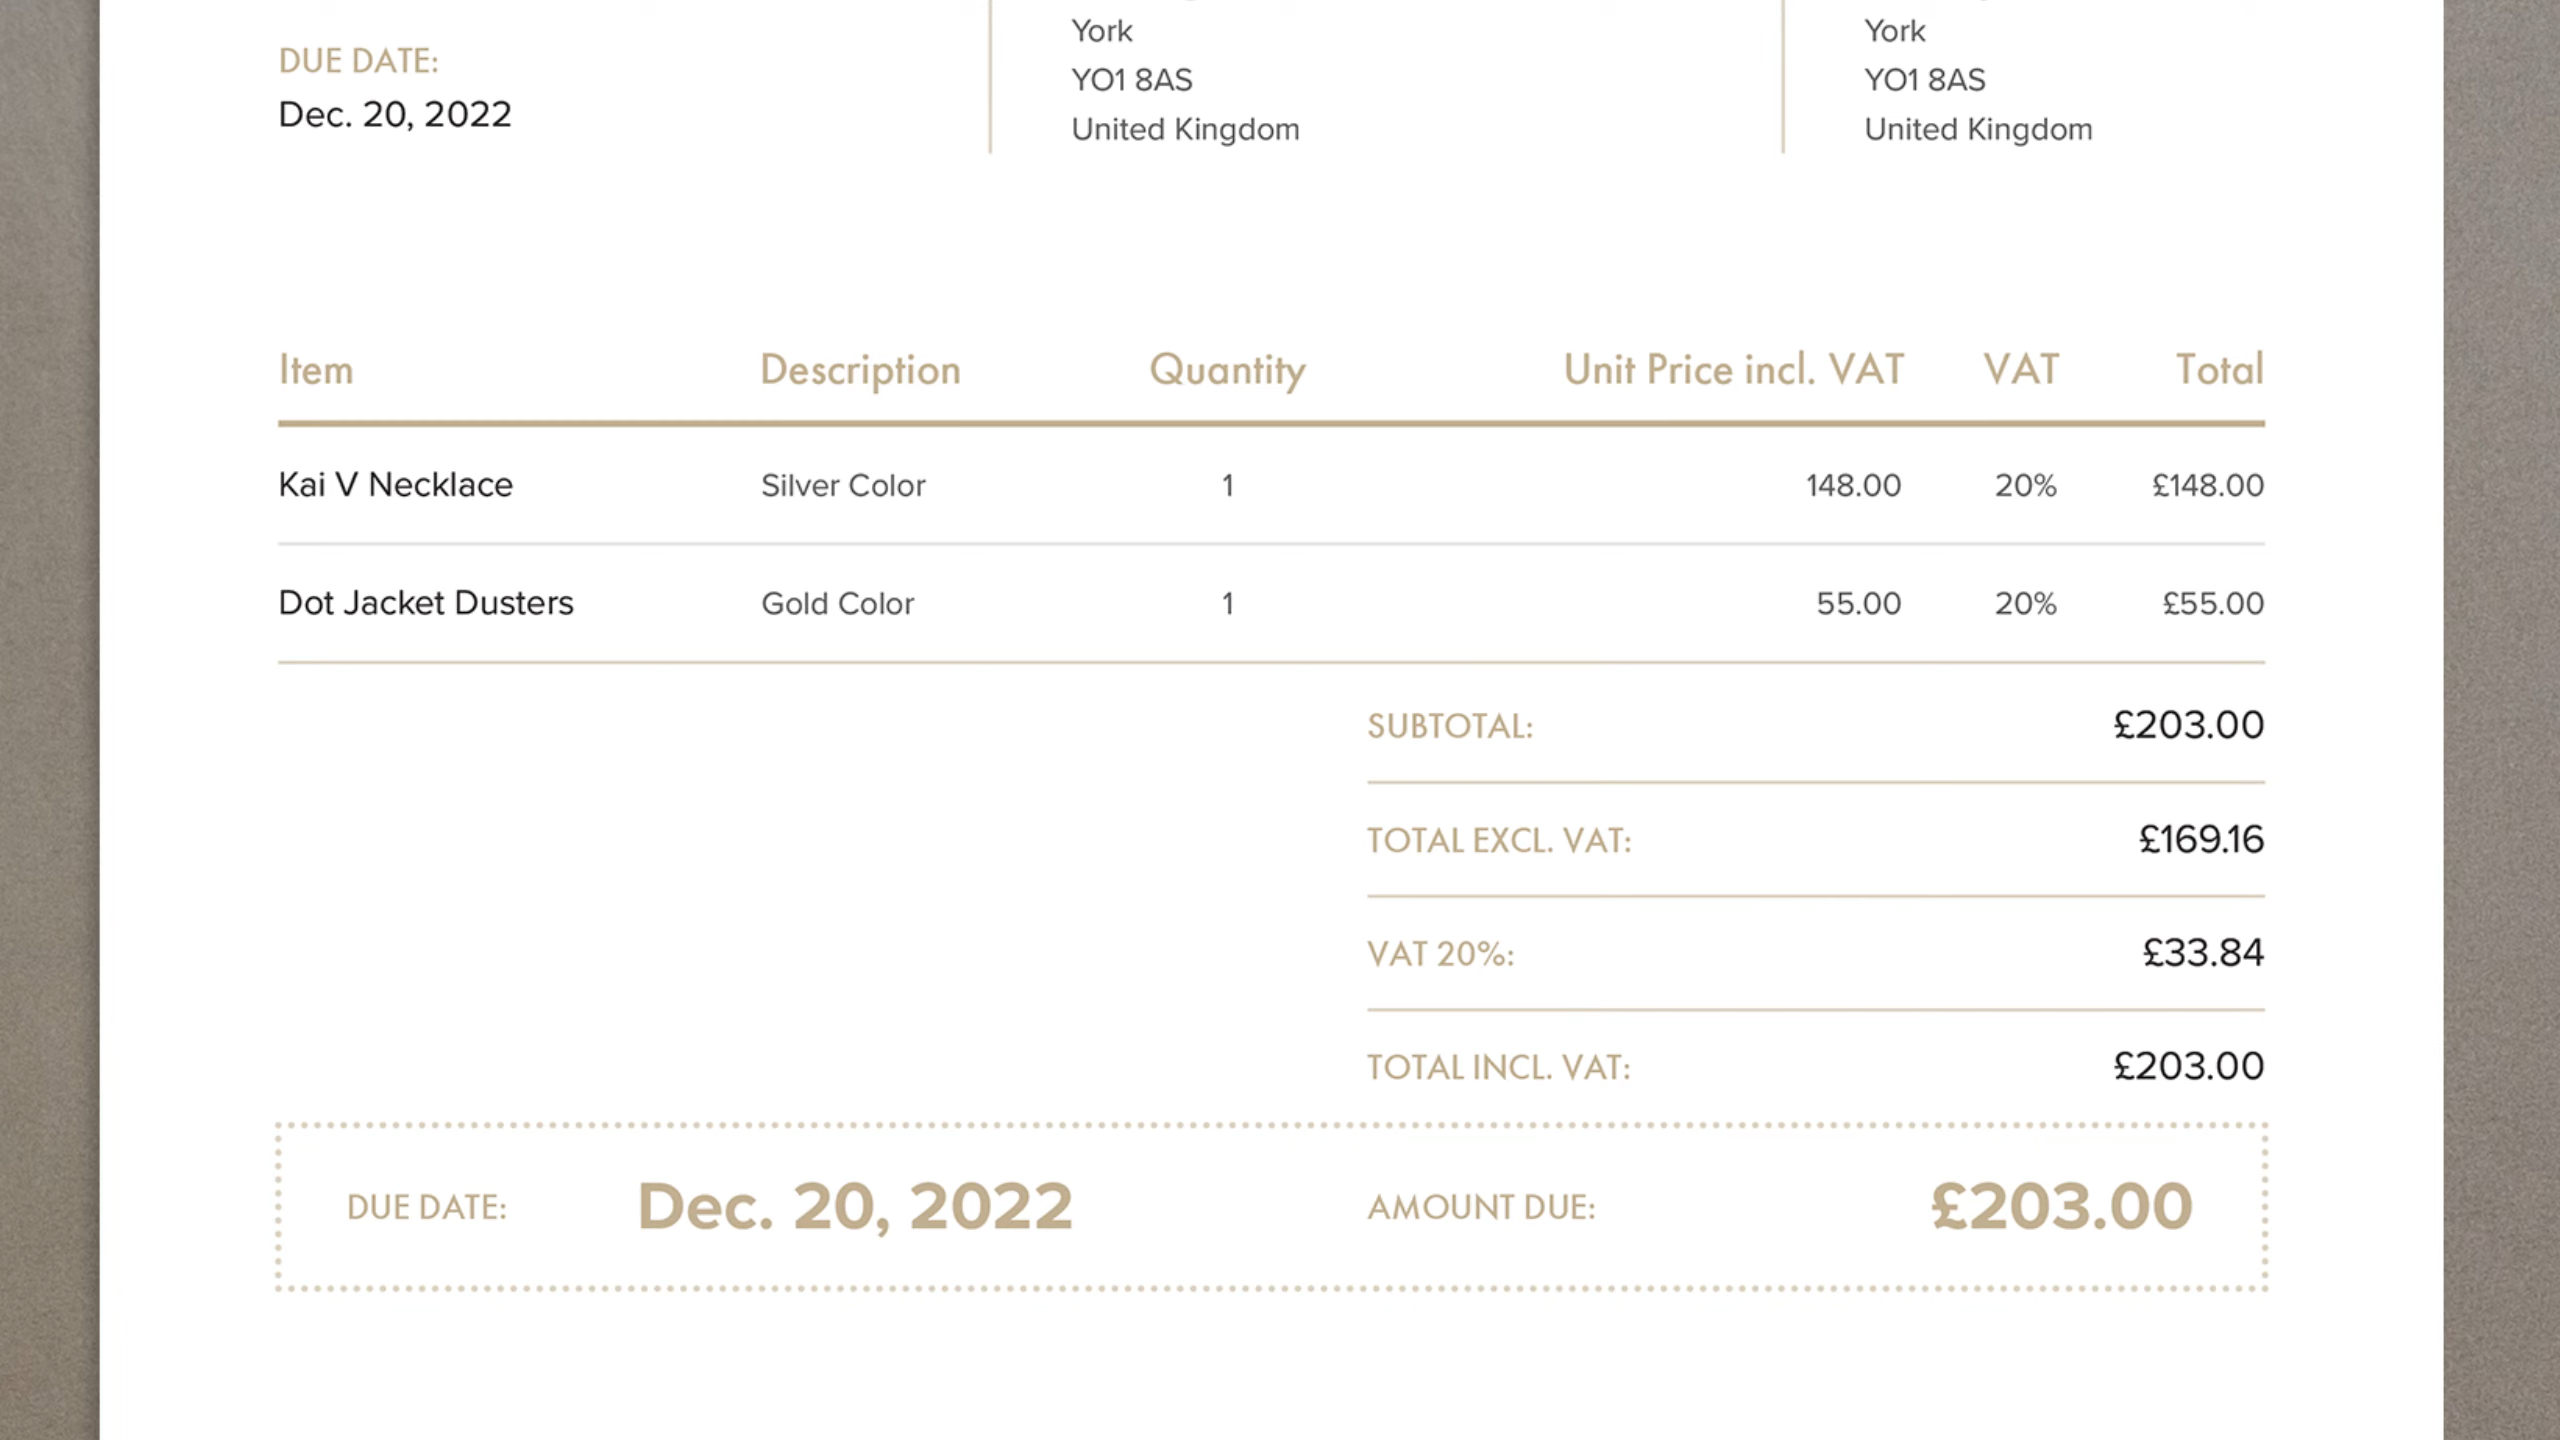 DUE DATE:
Dec. 20, 2022
York
YO1 8AS
United Kingdom
York
YO1 8AS
United Kingdom
Item Description Quantity Unit Price incl. VAT VAT Total
Kai V Necklace Silver Color 1 148.00 20% £148.00
Dot Jacket Dusters Gold Color 1 55.00 20% £55.00
SUBTOTAL: £203.00
TOTAL EXCL. VAT: £169.16
VAT 20%: £33.84
TOTAL INCL. VAT: £203.00
DUE DATE: Dec. 20, 2022 AMOUNT DUE: £203.00